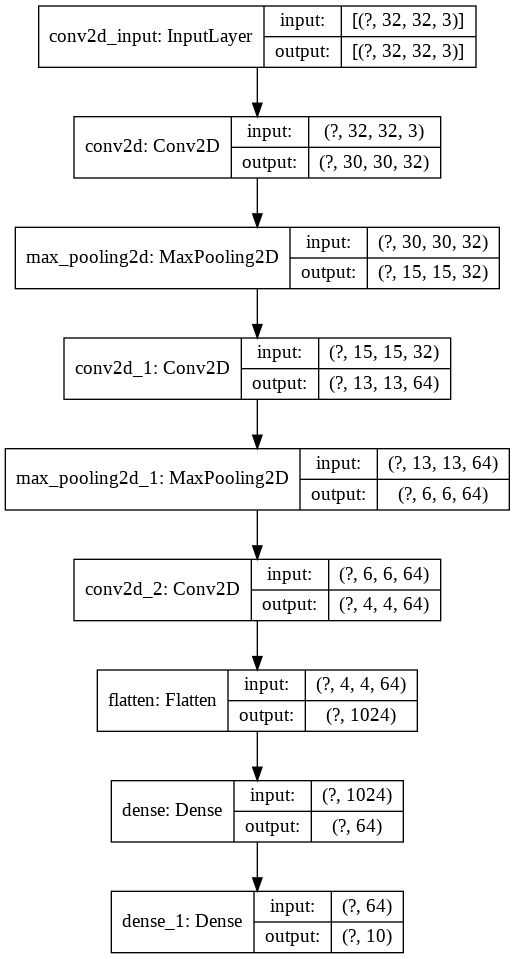 conv2d_input: InputLayer
input:
[(?, 32, 32, 3)]
output:
[(?, 32, 32, 3)]
conv2d: Conv2D
input:
(?, 32, 32, 3)
output:
(?, 30, 30, 32)
max_pooling2d: MaxPooling2D
input:
(?, 30, 30, 32)
output:
(?, 15, 15, 32)
conv2d_1: Conv2D
input:
(?, 15, 15, 32)
output:
(?, 13, 13, 64)
max_pooling2d_1: MaxPooling2D
input:
(?, 13, 13, 64)
output:
(?, 6, 6, 64)
conv2d_2: Conv2D
input:
(?, 6, 6, 64)
output:
(?, 4, 4, 64)
flatten: Flatten
input:
(?, 4, 4, 64)
output:
(?, 1024)
dense: Dense
input:
(?, 1024)
output:
(?, 64)
dense_1: Dense
input:
(?, 64)
output:
(?, 10)